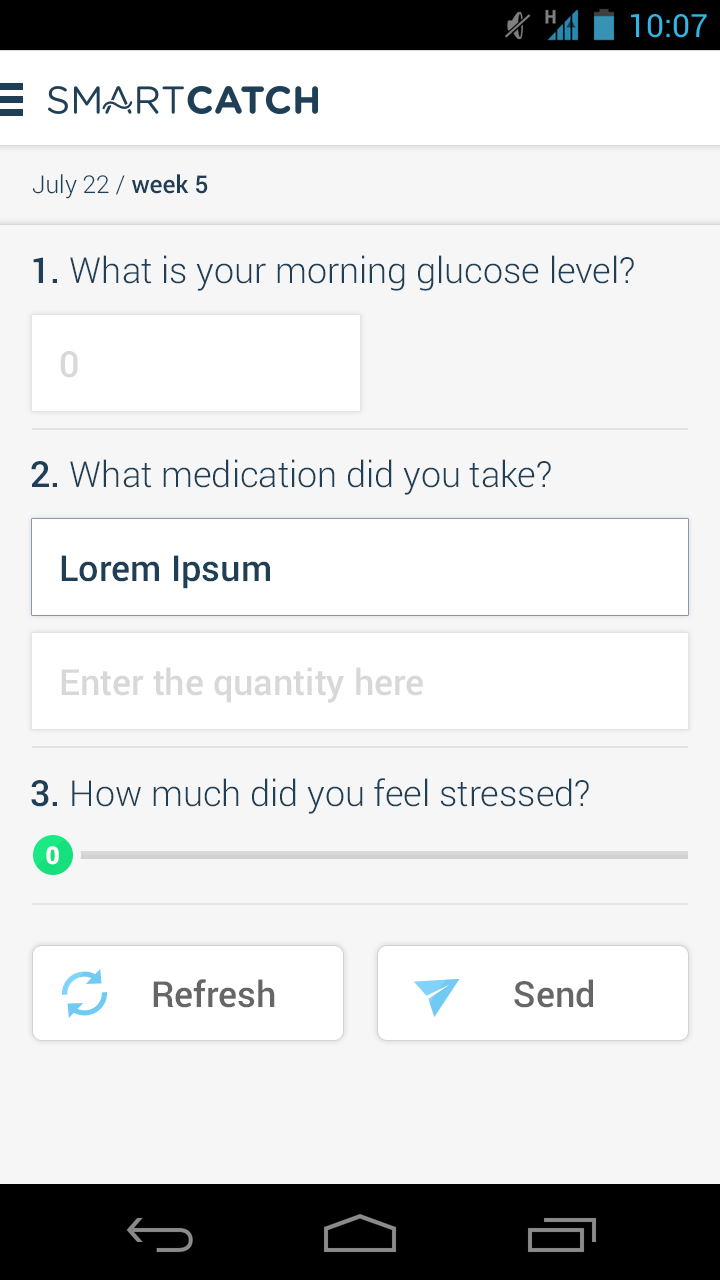 H 10:07
SMARTCATCH
July 22 / week 5
1. What is your morning glucose level?
0
2. What medication did you take?
Lorem Ipsum
Enter the quantity here
3. How much did you feel stressed?
0
Refresh Send